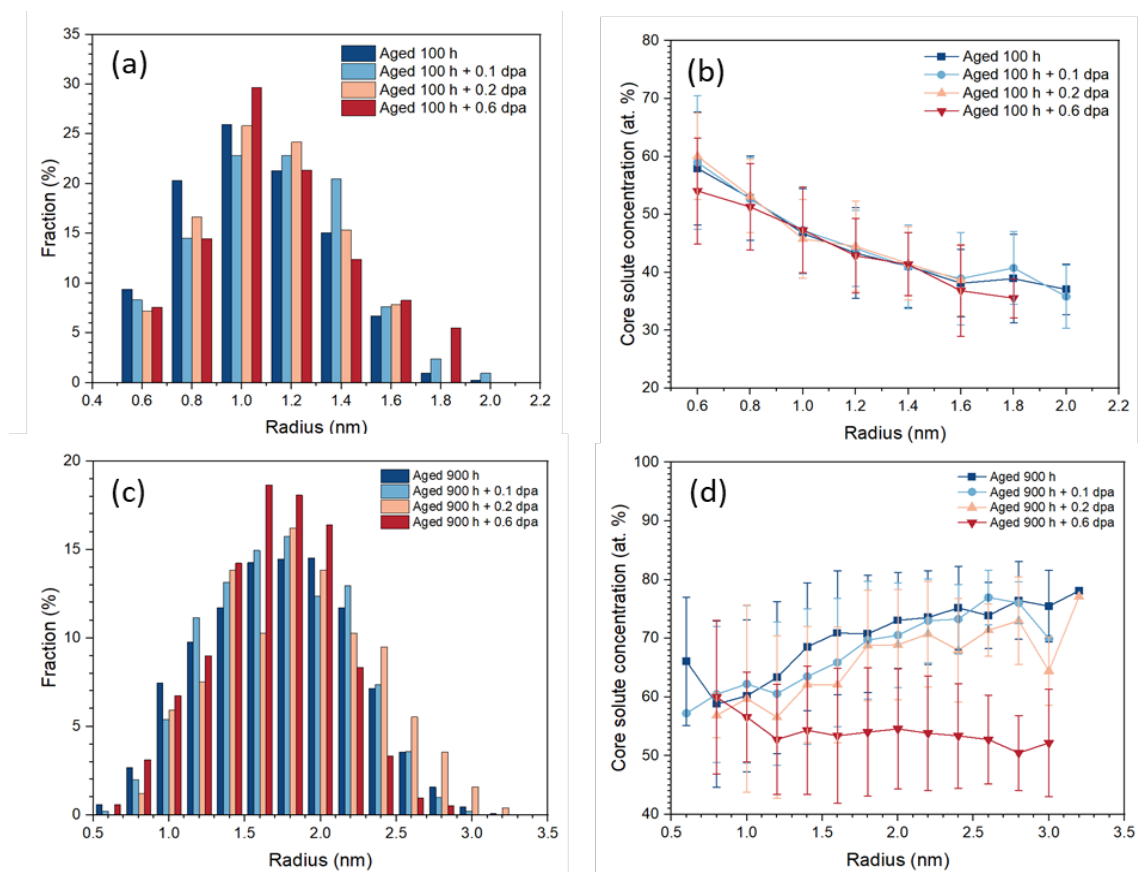 (a)
Aged 100 h
Aged 100 h + 0.1 dpa
Aged 100 h + 0.2 dpa
Aged 100 h + 0.6 dpa
35
30
25
20
15
10
5
0
Fraction (%)
0.4 0.6 0.8 1.0 1.2 1.4 1.6 1.8 2.0 2.2
Radius (nm)
(b)
Aged 100 h
Aged 100 h + 0.1 dpa
Aged 100 h + 0.2 dpa
Aged 100 h + 0.6 dpa
80
70
60
50
40
30
20
Core solute concentration (at. %)
0.6 0.8 1.0 1.2 1.4 1.6 1.8 2.0 2.2
Radius (nm)
(c)
Aged 900 h
Aged 900 h + 0.1 dpa
Aged 900 h + 0.2 dpa
Aged 900 h + 0.6 dpa
20
15
10
5
0
Fraction (%)
0.5 1.0 1.5 2.0 2.5 3.0 3.5
Radius (nm)
(d)
Aged 900 h
Aged 900 h + 0.1 dpa
Aged 900 h + 0.2 dpa
Aged 900 h + 0.6 dpa
100
90
80
70
60
50
40
Core solute concentration (at. %)
0.5 1.0 1.5 2.0 2.5 3.0 3.5
Radius (nm)